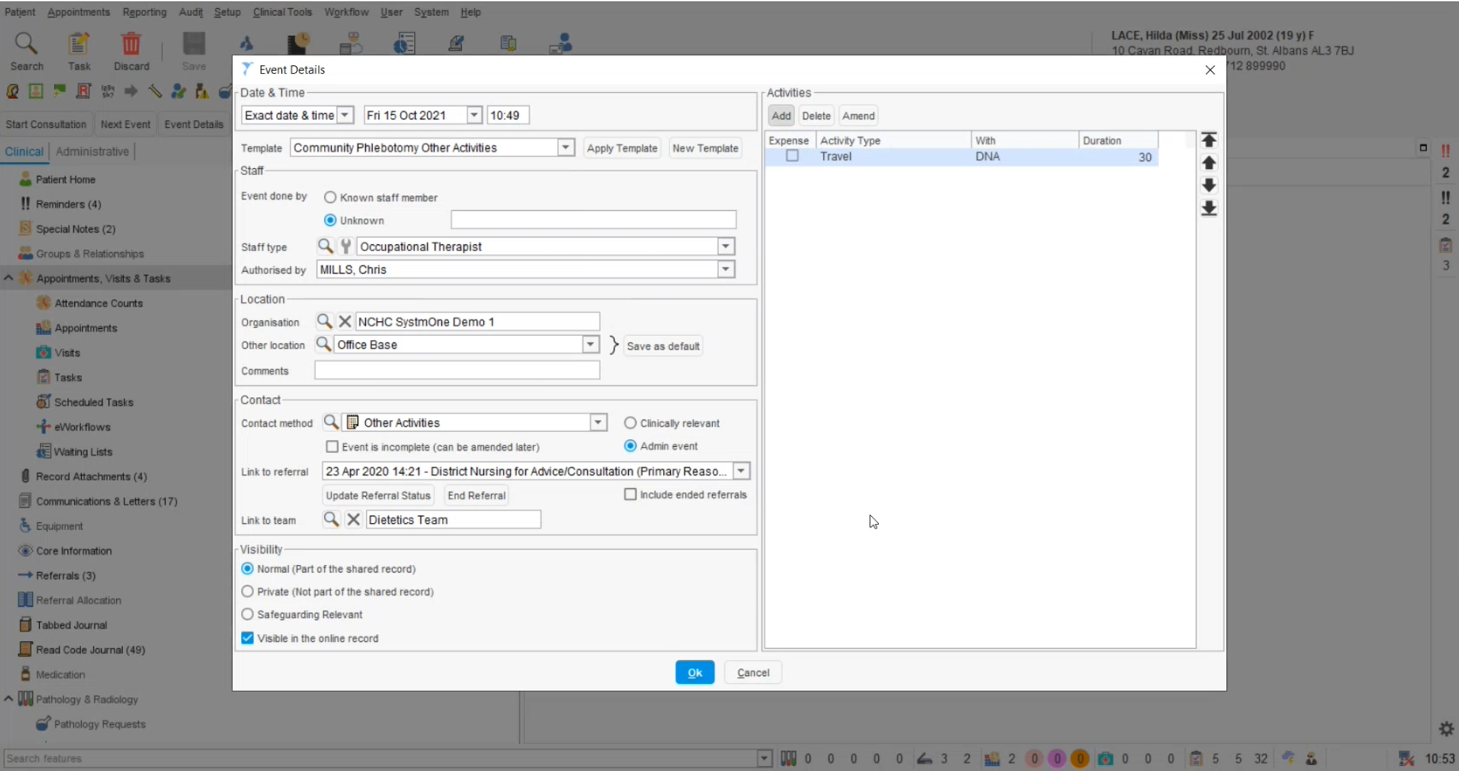 Patient Appointments Reporting Audit Setup Clinical Tools Workflow User System Help
LACE, Hilda (Miss) 25 Jul 2002 (19 y) F
10 Cavan Road, Redbourn, St. Albans AL3 7BJ
712 899990
Search Task Discard Save
Start Consultation Next Event Event Details
Clinical Administrative
Patient Home
Reminders (4)
Special Notes (2)
Groups & Relationships
Appointments, Visits & Tasks
Attendance Counts
Appointments
Visits
Tasks
Scheduled Tasks
eWorkflows
Waiting Lists
Record Attachments (4)
Communications & Letters (17)
Equipment
Core Information
Referrals (3)
Referral Allocation
Tabbed Journal
Read Code Journal (49)
Medication
Pathology & Radiology
Pathology Requests
Event Details
Date & Time
Exact date & time Fri 15 Oct 2021 10:49
Template Community Phlebotomy Other Activities Apply Template New Template
Staff
Event done by Known staff member
Unknown
Staff type Occupational Therapist
Authorised by MILLS, Chris
Location
Organisation NCHC SystmOne Demo 1
Other location Office Base } Save as default
Comments
Contact
Contact method Other Activities Clinically relevant
Event is incomplete (can be amended later) Admin event
Link to referral 23 Apr 2020 14:21 - District Nursing for Advice/Consultation (Primary Reaso...
Update Referral Status End Referral Include ended referrals
Link to team Dietetics Team
Visibility
Normal (Part of the shared record)
Private (Not part of the shared record)
Safeguarding Relevant
Visible in the online record
Activities
Add Delete Amend
Expense Activity Type With Duration
Travel DNA 30
Ok Cancel
!!
2
!!
2
3
Search features 0 0 0 0 0 3 2 2 0 0 0 0 0 0 5 5 32 10:53